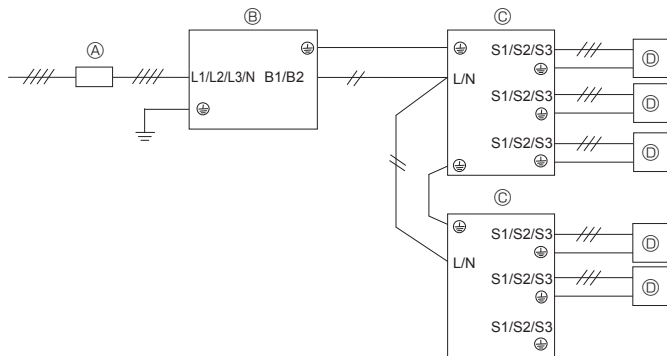 Ⓐ
Ⓑ
L1/L2/L3/N B1/B2
Ⓒ
S1/S2/S3 Ⓓ
L/N
S1/S2/S3 Ⓓ
S1/S2/S3 Ⓓ
Ⓒ
S1/S2/S3 Ⓓ
L/N
S1/S2/S3 Ⓓ
S1/S2/S3